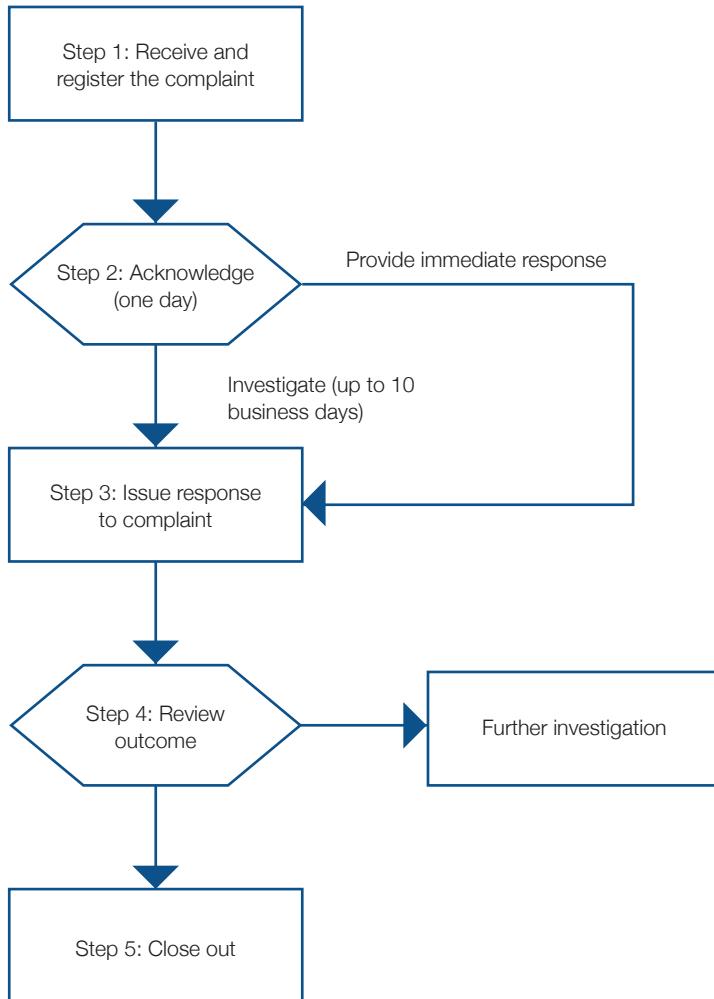 Step 1: Receive and
register the complaint
Step 2: Acknowledge
(one day)
Provide immediate response
Investigate (up to 10
business days)
Step 3: Issue response
to complaint
Step 4: Review
outcome
Further investigation
Step 5: Close out